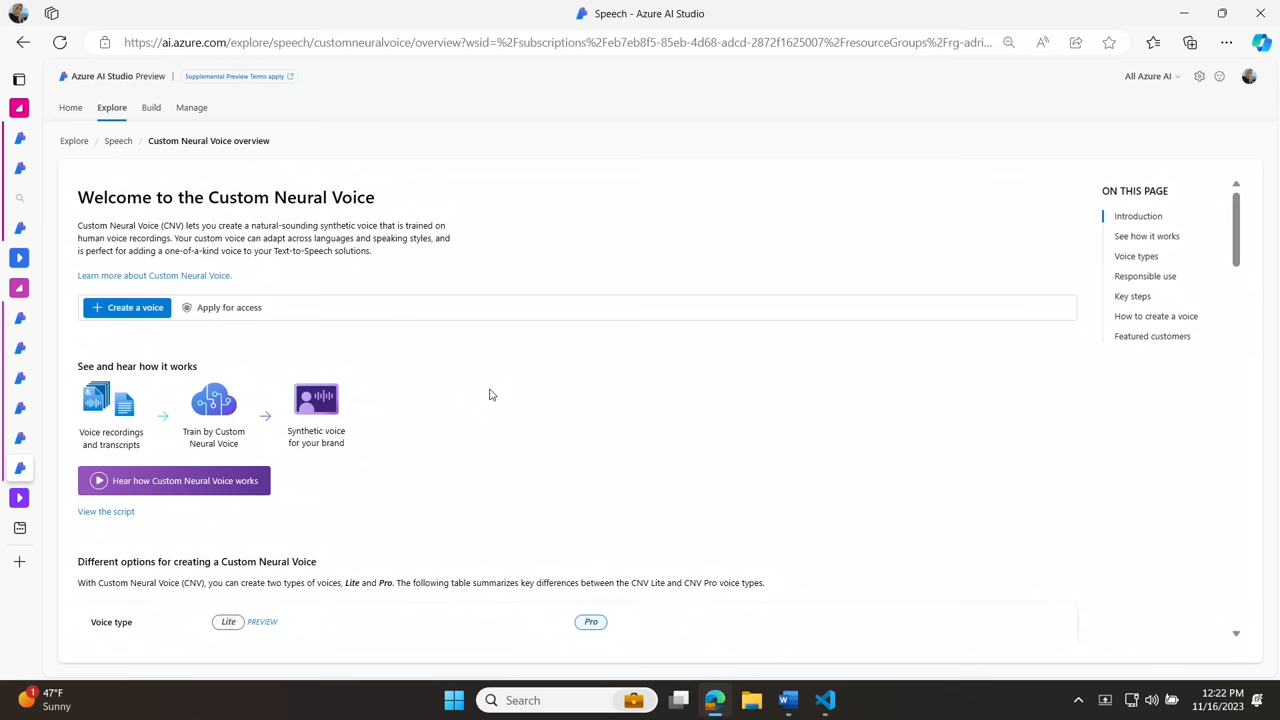 Speech - Azure AI Studio
https://ai.azure.com/explore/speech/customneuralvoice/overview?wsid=%2Fsubscriptions%2Feb7eb8f5-85eb-4d68-adcd-2872f1625007%2FresourceGroups%2Frg-adri...
Azure AI Studio Preview | Supplemental Preview Terms apply
All Azure AI
Home Explore Build Manage
Explore / Speech / Custom Neural Voice overview
Welcome to the Custom Neural Voice
Custom Neural Voice (CNV) lets you create a natural-sounding synthetic voice that is trained on
human voice recordings. Your custom voice can adapt across languages and speaking styles, and
is perfect for adding a one-of-a-kind voice to your Text-to-Speech solutions.
Learn more about Custom Neural Voice.
+ Create a voice Apply for access
ON THIS PAGE
Introduction
See how it works
Voice types
Responsible use
Key steps
How to create a voice
Featured customers
See and hear how it works
Voice recordings
and transcripts
Train by Custom
Neural Voice
Synthetic voice
for your brand
Hear how Custom Neural Voice works
View the script
Different options for creating a Custom Neural Voice
With Custom Neural Voice (CNV), you can create two types of voices, Lite and Pro. The following table summarizes key differences between the CNV Lite and CNV Pro voice types.
Voice type Lite PREVIEW Pro
1
47°F
Sunny
Search
12:22 PM
11/16/2023